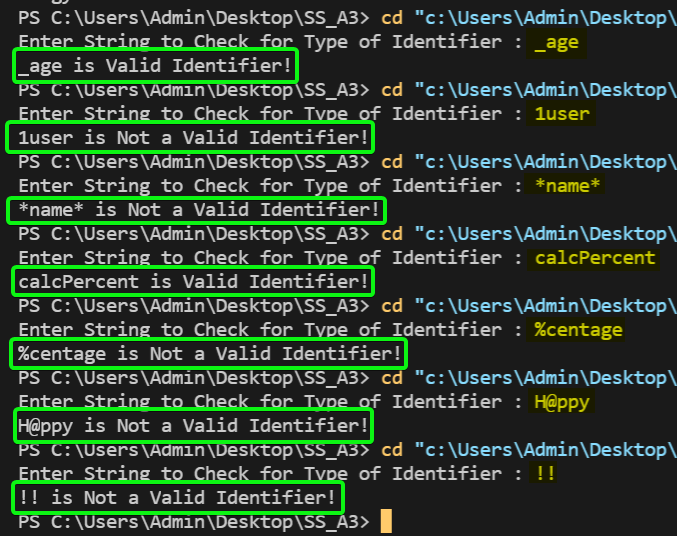 PS C:\Users\Admin\Desktop\SS_A3> cd "c:\Users\Admin\Desktop\
Enter String to Check for Type of Identifier : _age
_age is Valid Identifier!
PS C:\Users\Admin\Desktop\SS_A3> cd "c:\Users\Admin\Desktop\
Enter String to Check for Type of Identifier : 1user
1user is Not a Valid Identifier!
PS C:\Users\Admin\Desktop\SS_A3> cd "c:\Users\Admin\Desktop\
Enter String to Check for Type of Identifier : *name*
*name* is Not a Valid Identifier!
PS C:\Users\Admin\Desktop\SS_A3> cd "c:\Users\Admin\Desktop\
Enter String to Check for Type of Identifier : calcPercent
calcPercent is Valid Identifier!
PS C:\Users\Admin\Desktop\SS_A3> cd "c:\Users\Admin\Desktop\
Enter String to Check for Type of Identifier : %centage
%centage is Not a Valid Identifier!
PS C:\Users\Admin\Desktop\SS_A3> cd "c:\Users\Admin\Desktop\
Enter String to Check for Type of Identifier : H@ppy
H@ppy is Not a Valid Identifier!
PS C:\Users\Admin\Desktop\SS_A3> cd "c:\Users\Admin\Desktop\
Enter String to Check for Type of Identifier : !!
!! is Not a Valid Identifier!
PS C:\Users\Admin\Desktop\SS_A3>